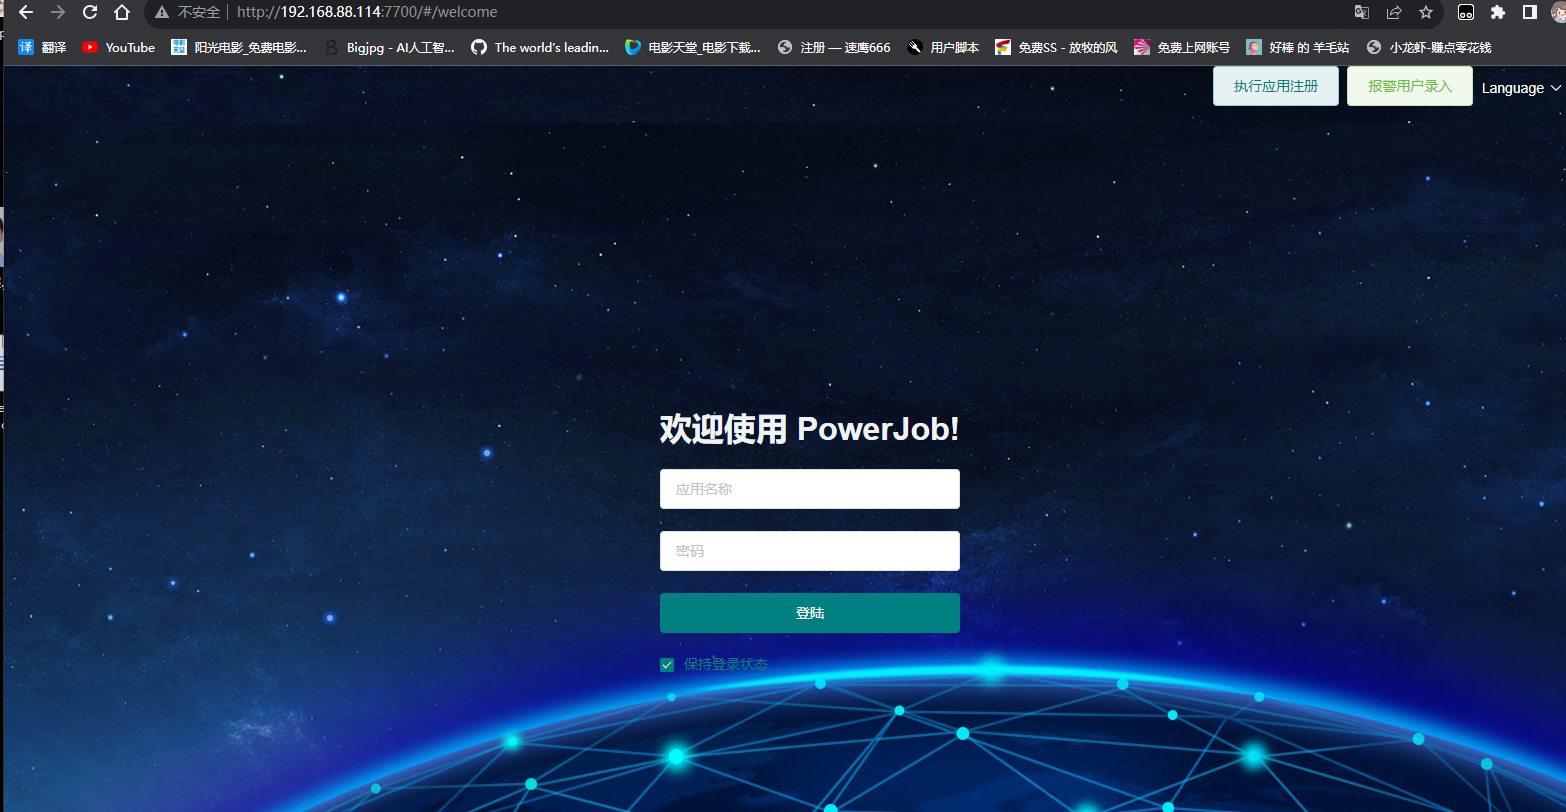 不安全 http://192.168.88.114:7700/#/welcome
译 翻译 YouTube 阳光电影_免费电影... Bigjpg - AI人工智... The world's leadin... 电影天堂_电影下载... 注册 — 速鹰666 用户脚本 免费SS - 放牧的风 免费上网账号 好棒 的 羊毛站 小龙虾-赚点零花钱
执行应用注册 报警用户录入 Language
欢迎使用 PowerJob!
应用名称
密码
登陆
保持登录状态